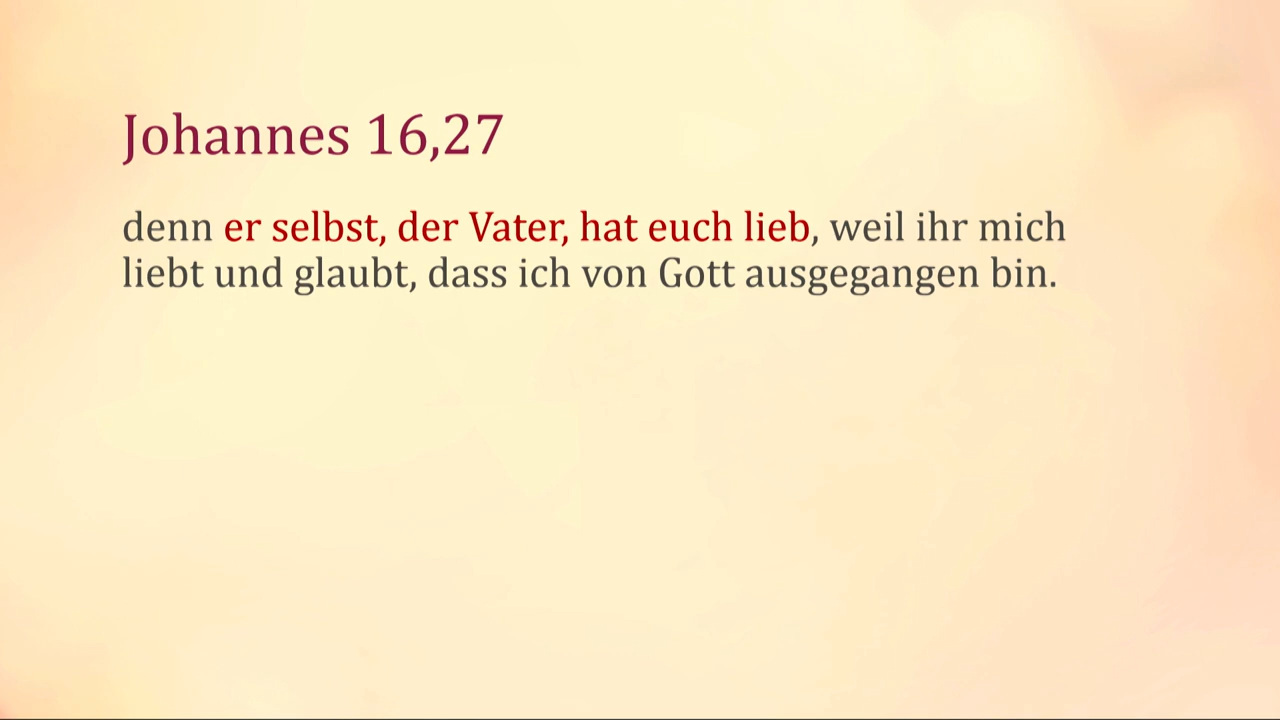 Johannes 16,27
denn er selbst, der Vater, hat euch lieb, weil ihr mich
liebt und glaubt, dass ich von Gott ausgegangen bin.